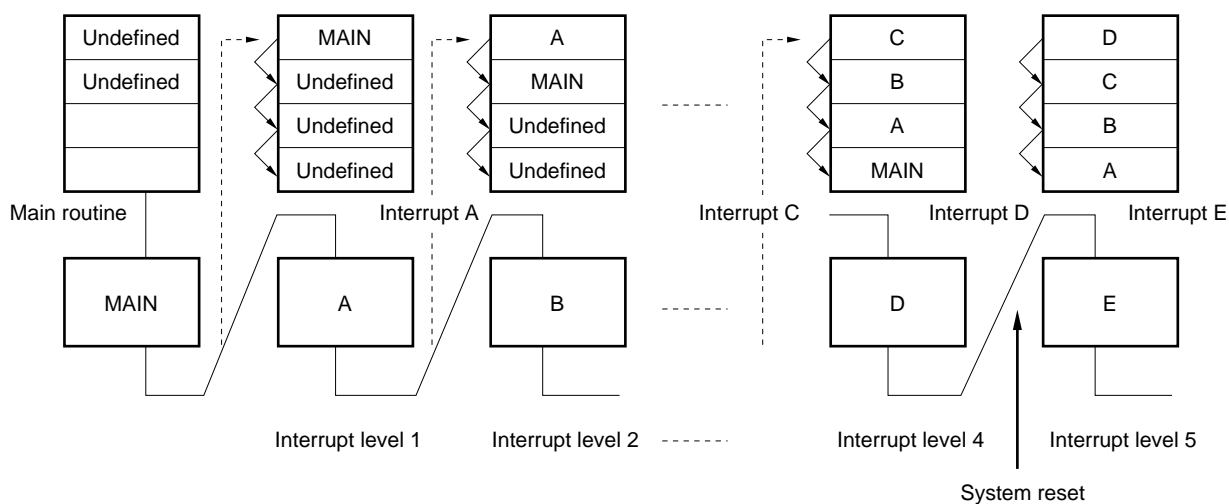 Undefined
Undefined
MAIN
Undefined
Undefined
Undefined
A
MAIN
Undefined
Undefined
C
B
A
MAIN
D
C
B
A
Main routine
Interrupt A
Interrupt C
Interrupt D
Interrupt E
MAIN
A
B
D
E
Interrupt level 1
Interrupt level 2
Interrupt level 4
Interrupt level 5
System reset